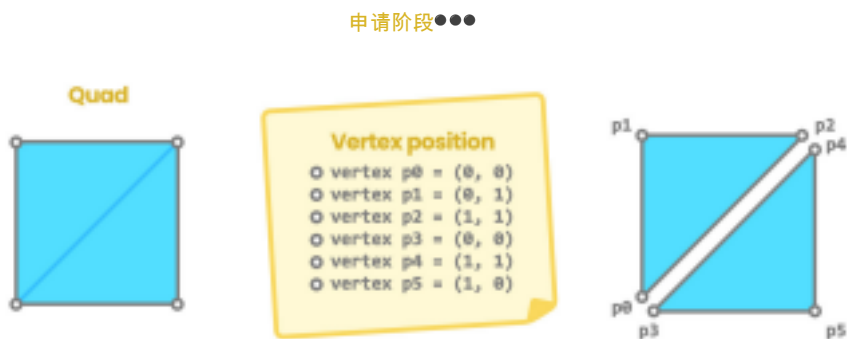 申请阶段●●●
Quad
Vertex position
vertex p0 = (0, 0)
vertex p1 = (0, 1)
vertex p2 = (1, 1)
vertex p3 = (0, 0)
vertex p4 = (1, 1)
vertex p5 = (1, 0)
p1
p2
p4
p0
p3
p5